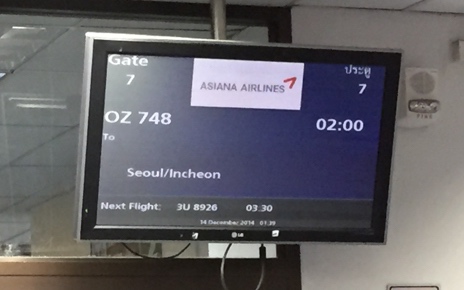 Gate ประตู
7 7
ASIANA AIRLINES
OZ 748 02:00
To
Seoul/Incheon
Next Flight: 3U 8926 03.30
14 December 2014 01:39
LG
FIRE